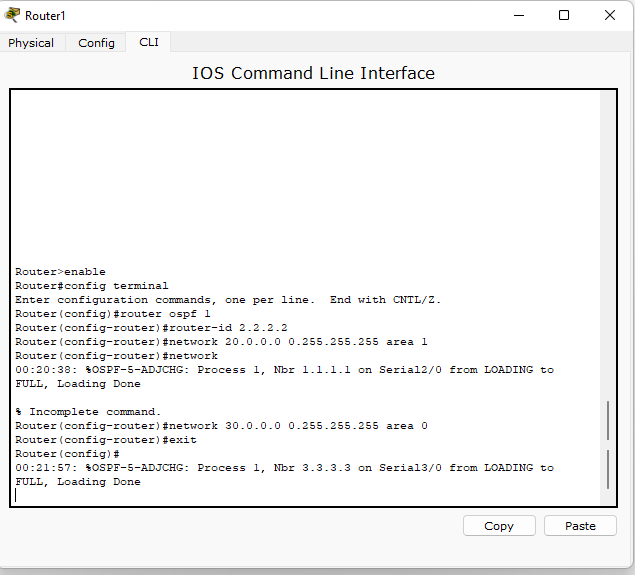 Router1
Physical Config CLI
IOS Command Line Interface
Router>enable
Router#config terminal
Enter configuration commands, one per line.  End with CNTL/Z.
Router(config)#router ospf 1
Router(config-router)#router-id 2.2.2.2
Router(config-router)#network 20.0.0.0 0.255.255.255 area 1
Router(config-router)#network
00:20:38: %OSPF-5-ADJCHG: Process 1, Nbr 1.1.1.1 on Serial2/0 from LOADING to
FULL, Loading Done
% Incomplete command.
Router(config-router)#network 30.0.0.0 0.255.255.255 area 0
Router(config-router)#exit
Router(config)#
00:21:57: %OSPF-5-ADJCHG: Process 1, Nbr 3.3.3.3 on Serial3/0 from LOADING to
FULL, Loading Done
Copy Paste